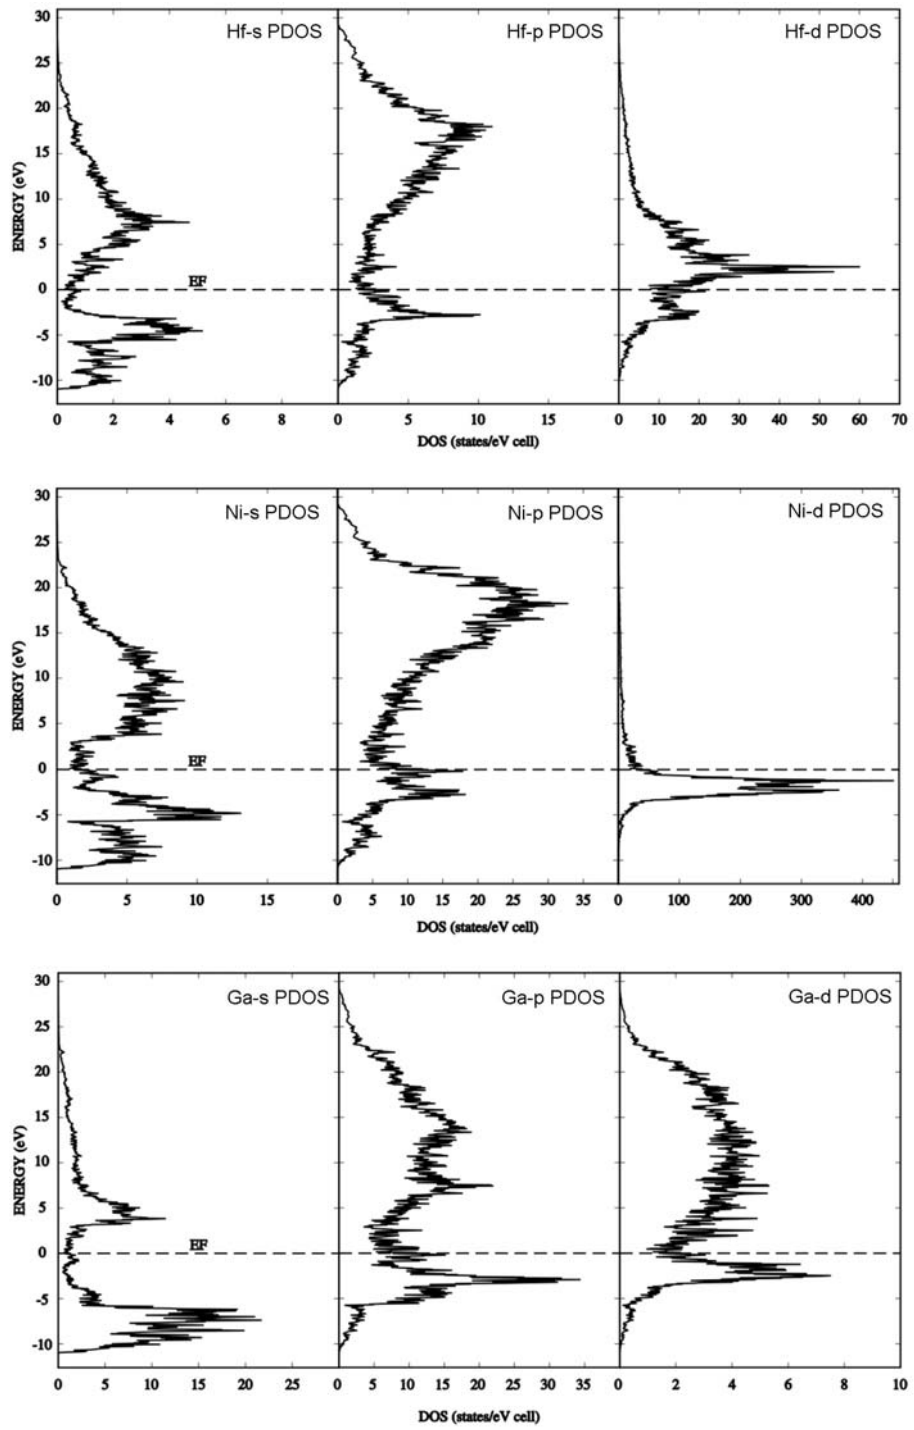 30 Hf-s PDOS Hf-p PDOS Hf-d PDOS
25
20
15
10
5
EF
0
-5
-10
ENERGY (eV)
0 2 4 6 8 0 5 10 15 0 10 20 30 40 50 60 70
DOS (states/eV cell)
30 Ni-s PDOS Ni-p PDOS Ni-d PDOS
25
20
15
10
5
EF
0
-5
-10
ENERGY (eV)
0 5 10 15 0 5 10 15 20 25 30 35 0 100 200 300 400
DOS (states/eV cell)
30 Ga-s PDOS Ga-p PDOS Ga-d PDOS
25
20
15
10
5
EF
0
-5
-10
ENERGY (eV)
0 5 10 15 20 25 0 5 10 15 20 25 30 35 0 2 4 6 8 10
DOS (states/eV cell)